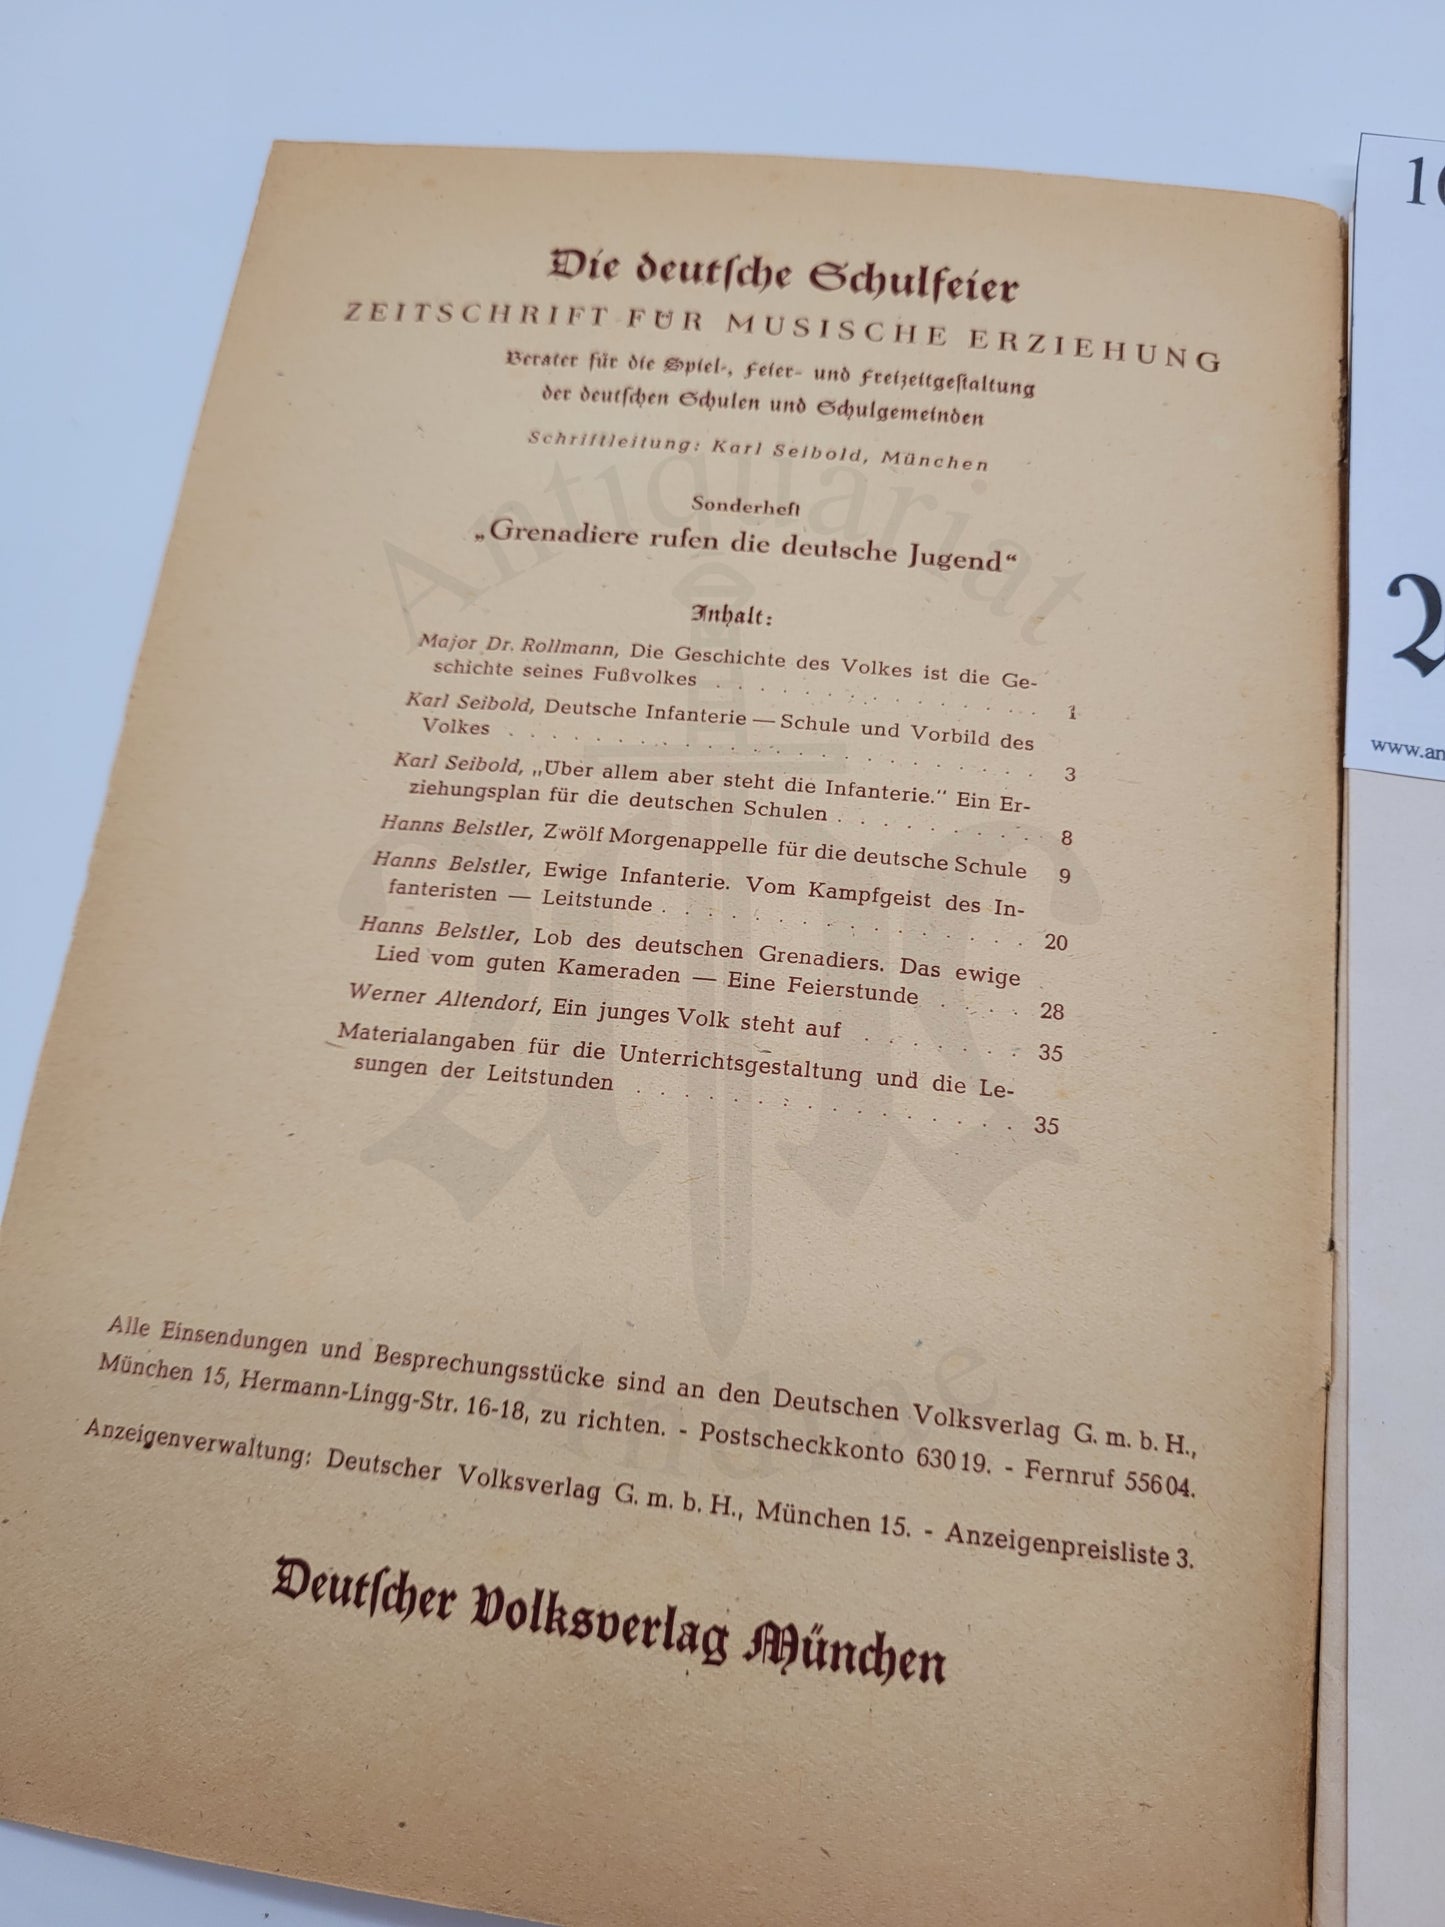 Die deutsche Schulfeier
ZEITSCHRIFT FÜR MUSISCHE ERZIEHUNG
Berater für die Spiel-, Feier- und Freizeitgestaltung
der deutschen Schulen und Schulgemeinden
Schriftleitung: Karl Seibold, München
Sonderheft
„Grenadiere rufen die deutsche Jugend“
Inhalt:
Major Dr. Rollmann, Die Geschichte des Volkes ist die Ge-
schichte seines Fußvolkes . . . . . . . . . . . . . . 1
Karl Seibold, Deutsche Infanterie — Schule und Vorbild des
Volkes . . . . . . . . . . . . . . . . . . . . 3
Karl Seibold, „Uber allem aber steht die Infanterie.“ Ein Er-
ziehungsplan für die deutschen Schulen . . . . . . . . 8
Hanns Belstler, Zwölf Morgenappelle für die deutsche Schule 9
Hanns Belstler, Ewige Infanterie. Vom Kampfgeist des In-
fanteristen — Leitstunde . . . . . . . . . . . . . . 20
Hanns Belstler, Lob des deutschen Grenadiers. Das ewige
Lied vom guten Kameraden — Eine Feierstunde . . . . 28
Werner Altendorf, Ein junges Volk steht auf . . . . . . . 35
Materialangaben für die Unterrichtsgestaltung und die Le-
sungen der Leitstunden . . . . . . . . . . . . . . 35
Alle Einsendungen und Besprechungsstücke sind an den Deutschen Volksverlag G. m. b. H.,
München 15, Hermann-Lingg-Str. 16-18, zu richten. - Postscheckkonto 63019. - Fernruf 55604.
Anzeigenverwaltung: Deutscher Volksverlag G. m. b. H., München 15. - Anzeigenpreisliste 3.
Deutscher Volksverlag München
Antiquariat
www.an